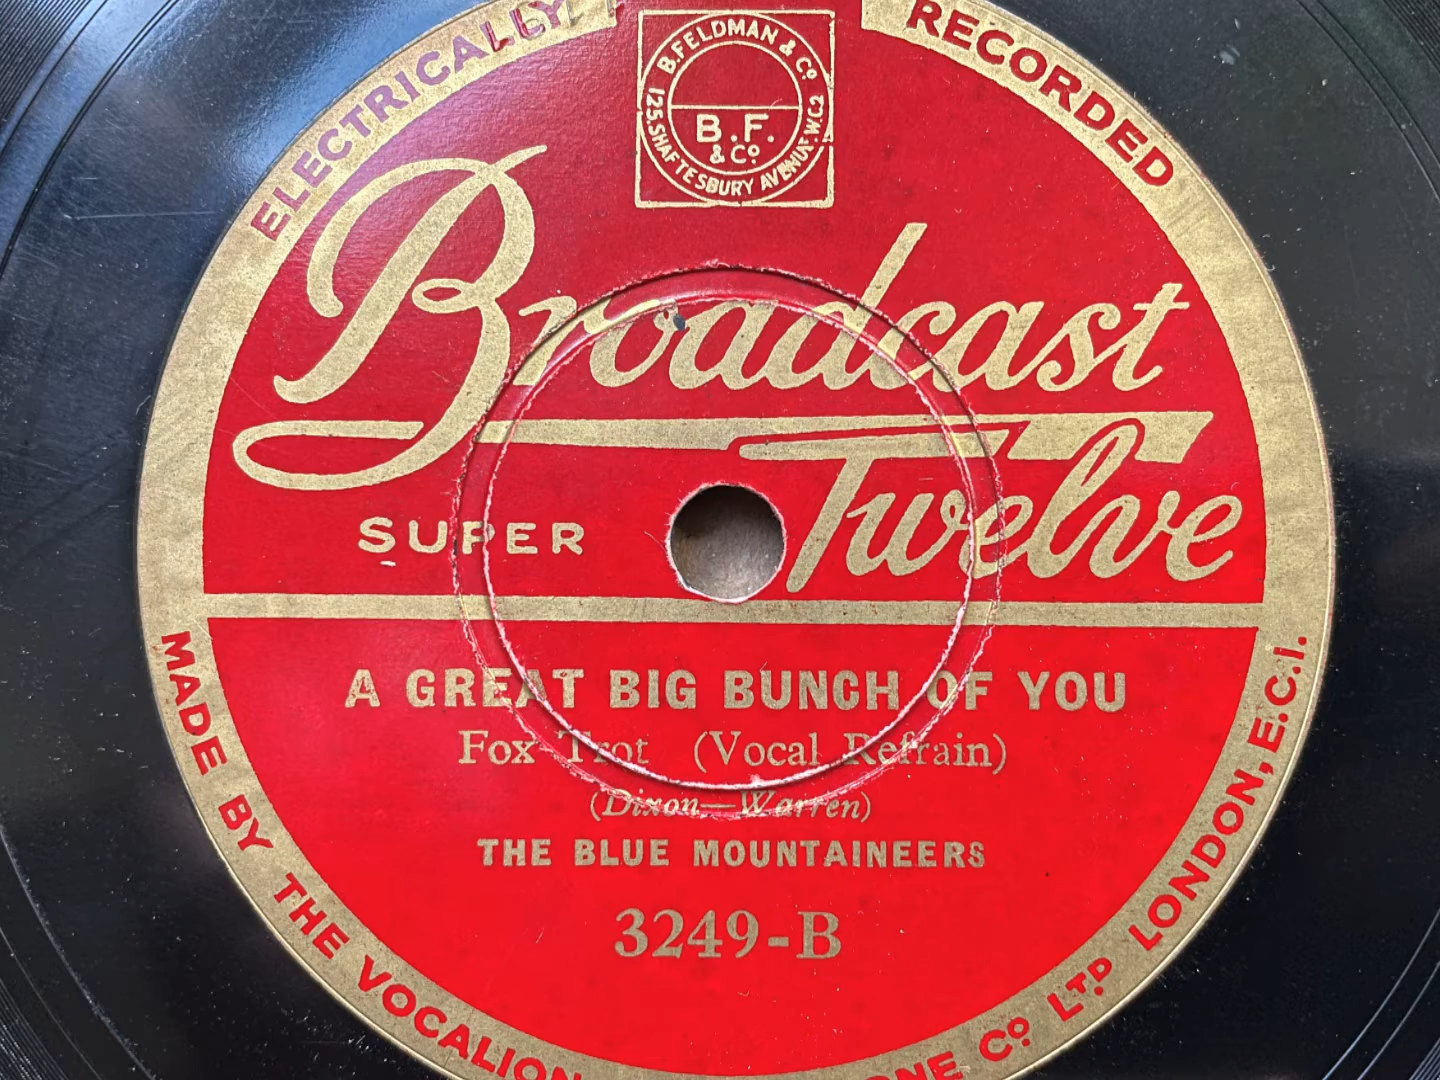 ELECTRICALLY RECORDED
B. FELDMAN & Co
125, SHAFTESBURY AVENUE, W.C.2
B.F.
& Co
Broadcast
Twelve
SUPER
A GREAT BIG BUNCH OF YOU
Fox Trot (Vocal Refrain)
(Dixon—Warren)
THE BLUE MOUNTAINEERS
3249-B
MADE BY THE VOCALION Co LTD LONDON, E.C.1.